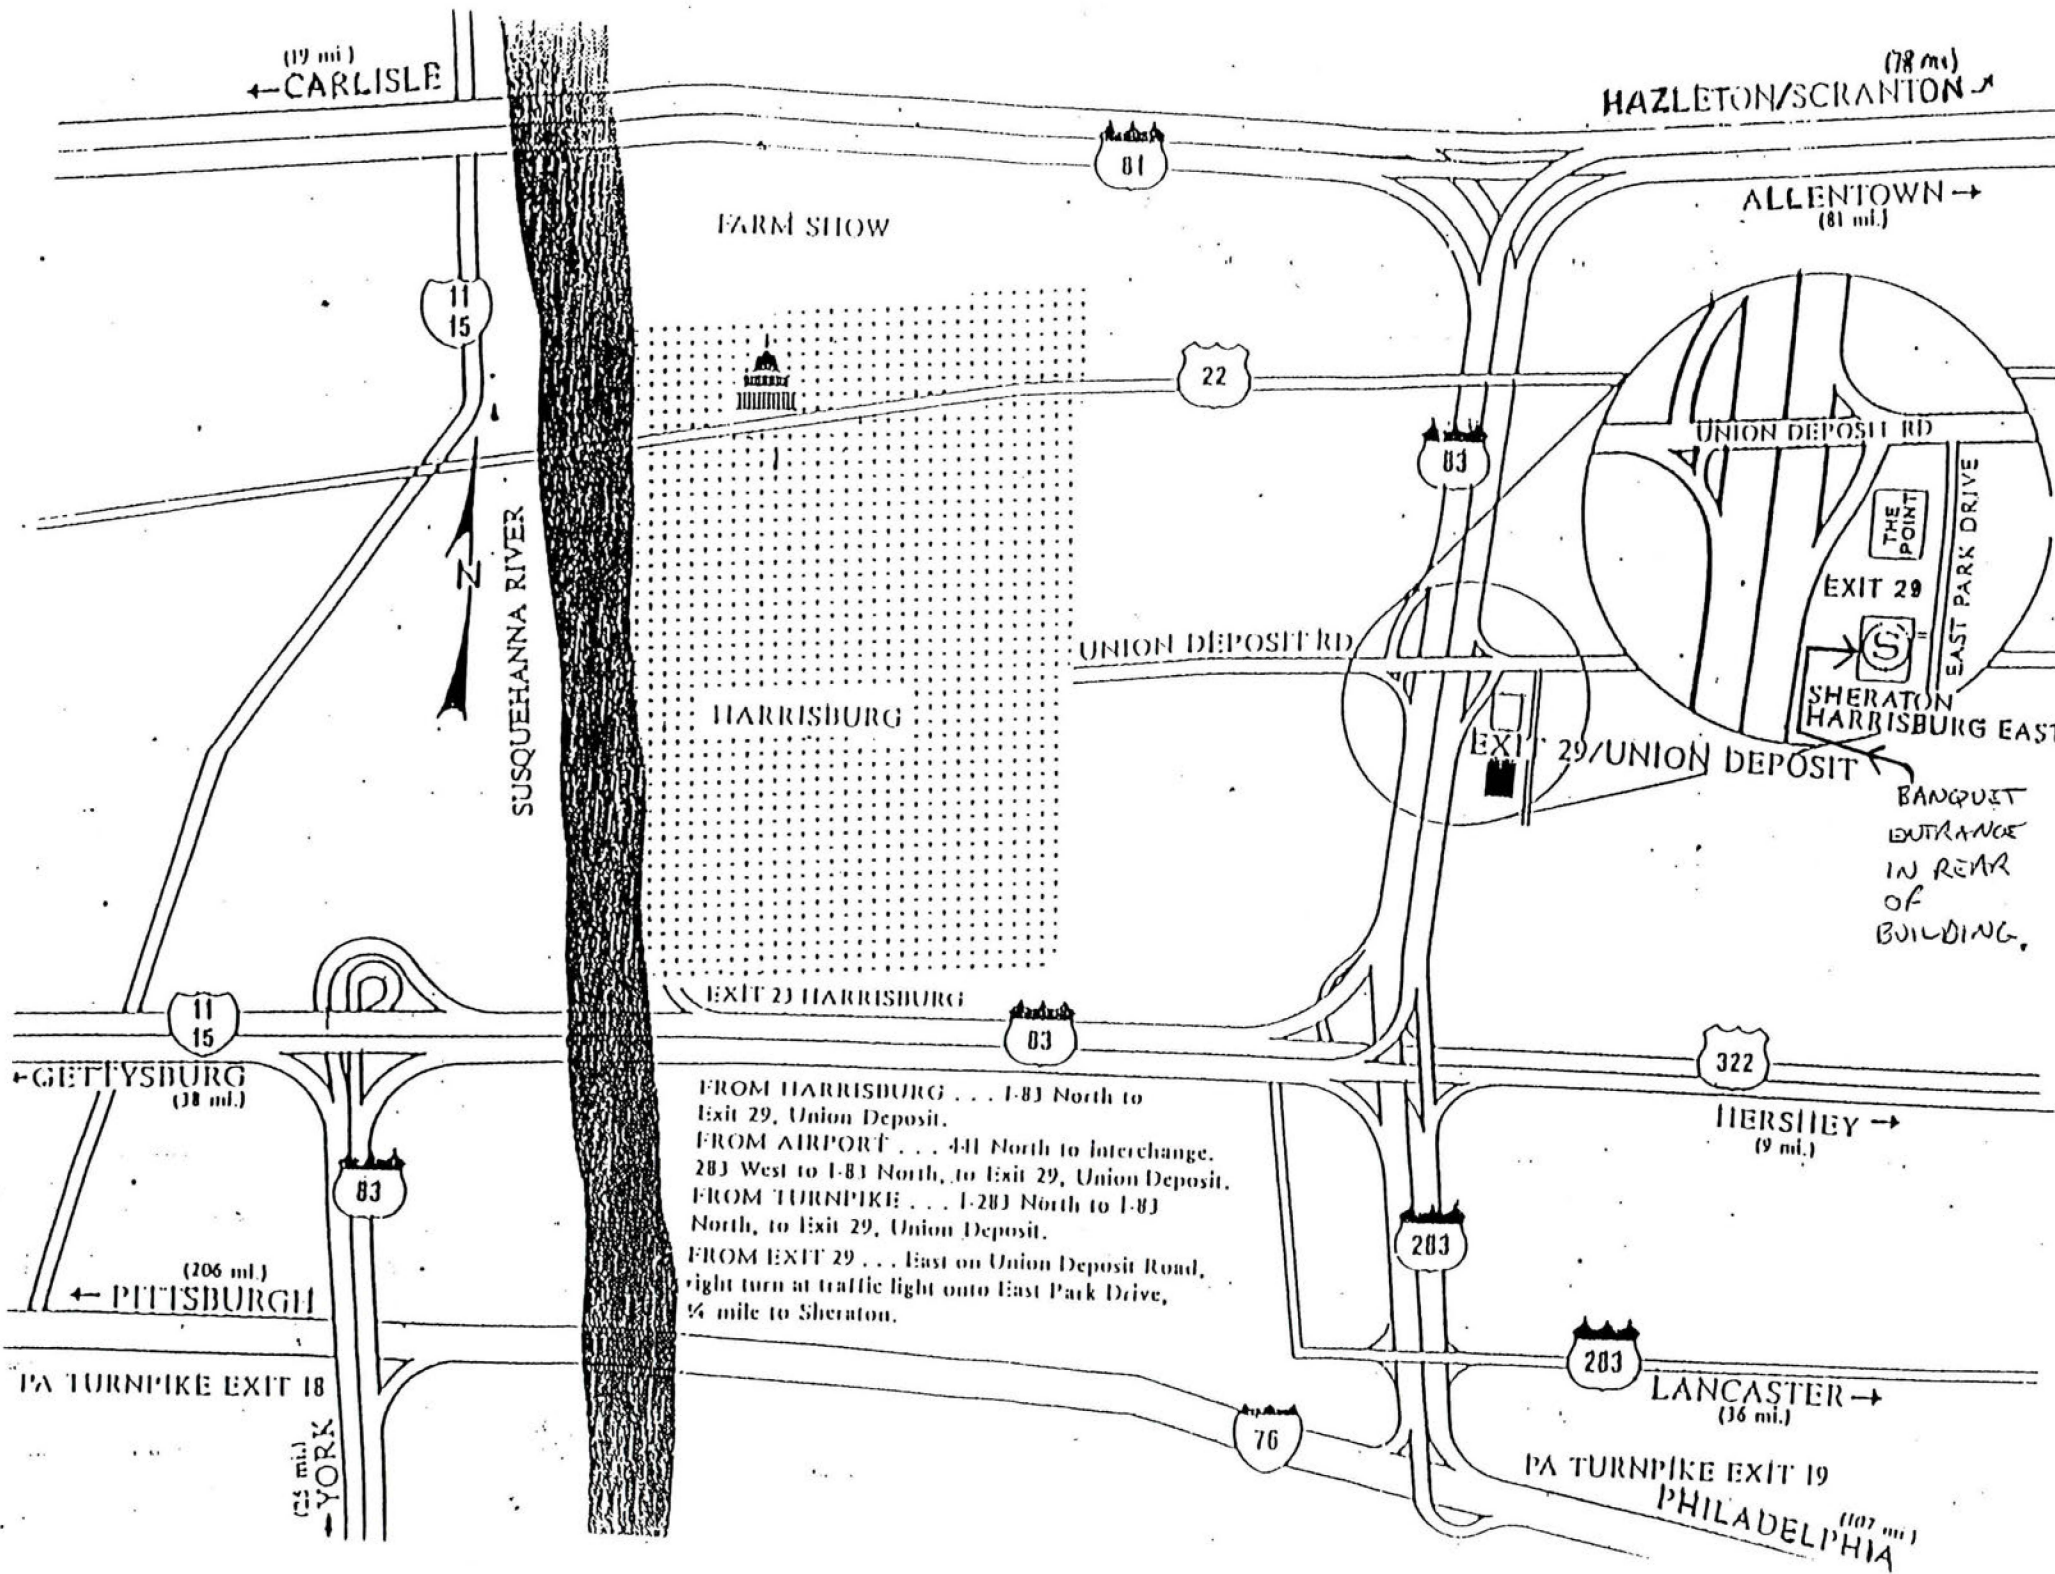 (19 mi.)
←CARLISLE
(78 mi)
HAZLETON/SCRANTON
81
ALLENTOWN→
(81 mi.)
FARM SHOW
11
15
22
83
UNION DEPOSIT RD
THE
POINT
EAST PARK DRIVE
EXIT 29
S
SHERATON
HARRISBURG EAST
N
SUSQUEHANNA RIVER
UNION DEPOSIT RD
HARRISBURG
EXIT 29/UNION DEPOSIT
BANQUIT
ENTRANCE
IN REAR
OF
BUILDING.
11
15
EXIT 23 HARRISBURG
83
322
←GETTYSBURG
(38 mi.)
HERSHEY→
(9 mi.)
FROM HARRISBURG . . . I-83 North to
Exit 29, Union Deposit.
FROM AIRPORT . . . 441 North to interchange.
283 West to I-83 North, to Exit 29, Union Deposit.
FROM TURNPIKE . . . I-283 North to I-83
North, to Exit 29, Union Deposit.
FROM EXIT 29 . . . East on Union Deposit Road,
right turn at traffic light onto East Park Drive,
¼ mile to Sheraton.
83
283
(206 mi.)
←PITTSBURGH
PA TURNPIKE EXIT 18
(25 mi.)
←YORK
283
LANCASTER→
(36 mi.)
76
PA TURNPIKE EXIT 19
PHILADELPHIA
(107 mi)